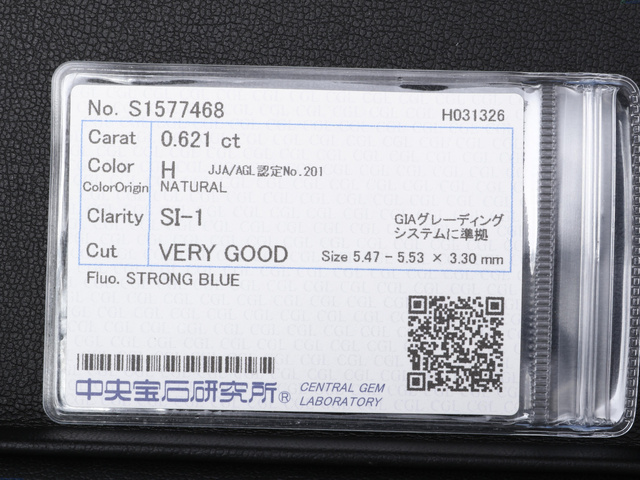 No. S1577468 H031326
Carat 0.621 ct
Color H JJA/AGL認定No.201
ColorOrigin NATURAL
Clarity SI-1 GIAグレーディング
システムに準拠
Cut VERY GOOD Size 5.47 - 5.53 × 3.30 mm
Fluo. STRONG BLUE
中央宝石研究所® CENTRAL GEM
LABORATORY